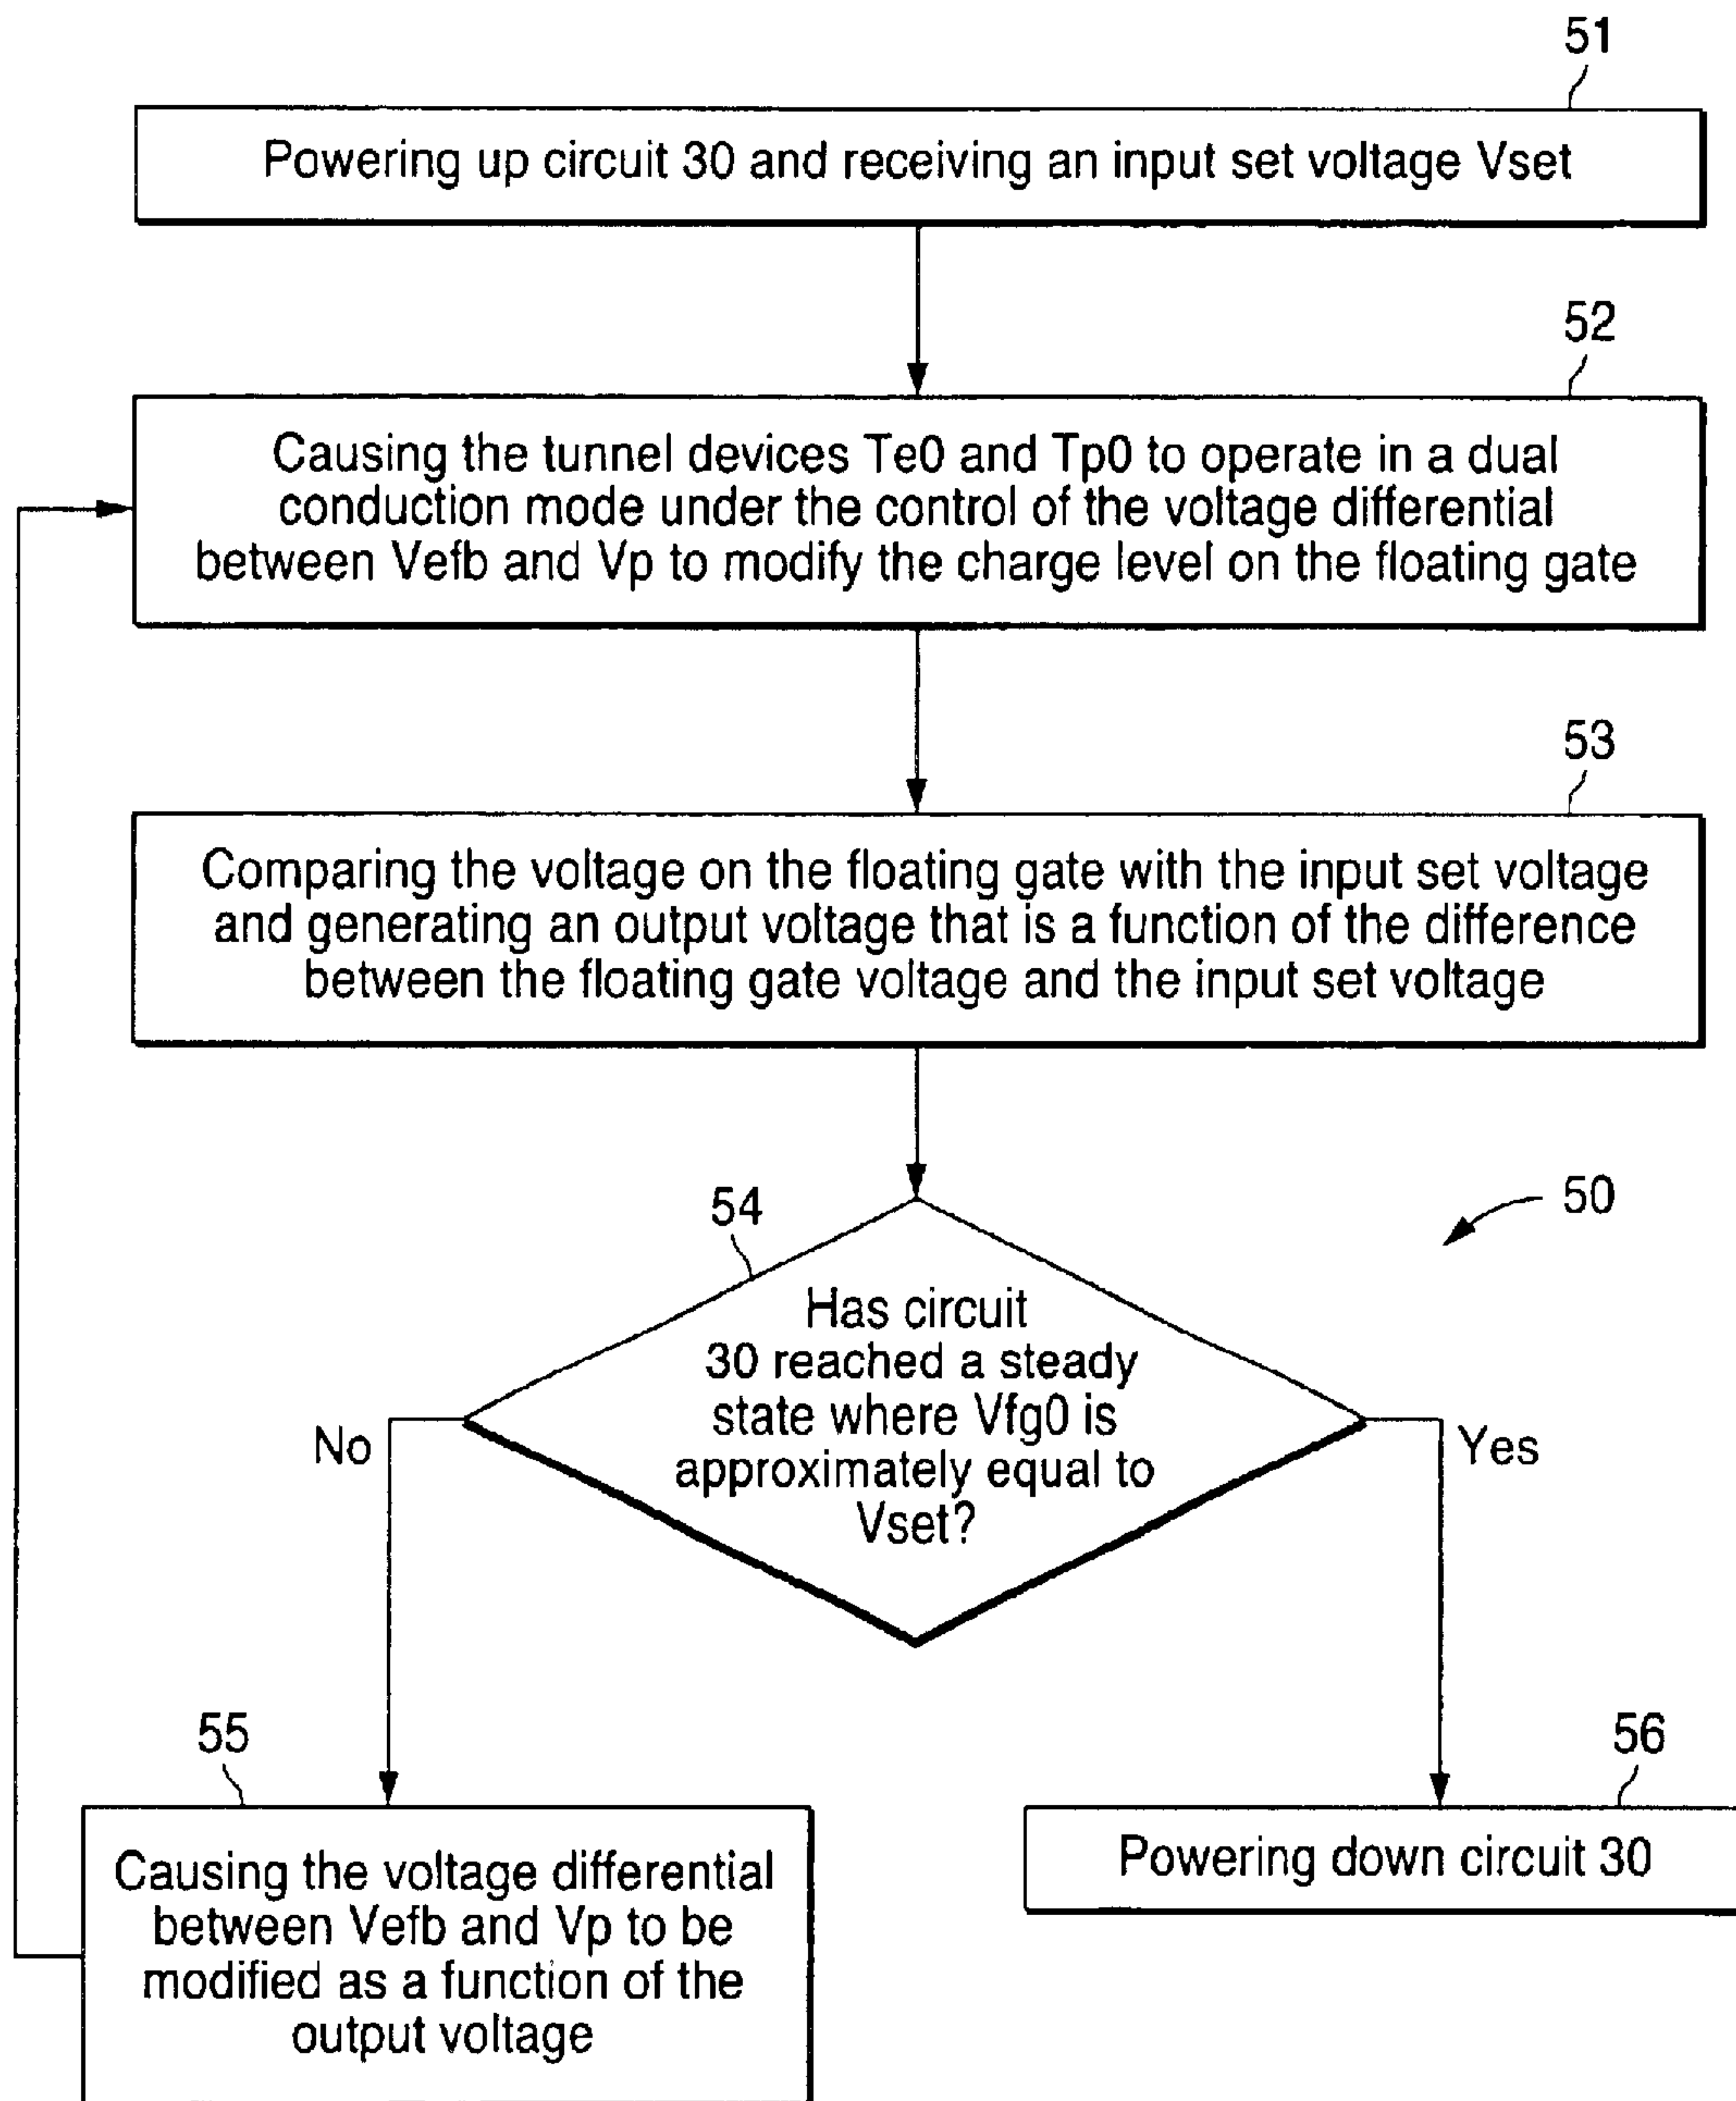 51
Powering up circuit 30 and receiving an input set voltage Vset
52
Causing the tunnel devices Te0 and Tp0 to operate in a dual
conduction mode under the control of the voltage differential
between Vefb and Vp to modify the charge level on the floating gate
53
Comparing the voltage on the floating gate with the input set voltage
and generating an output voltage that is a function of the difference
between the floating gate voltage and the input set voltage
54
50
Has circuit
30 reached a steady
state where Vfg0 is
approximately equal to
Vset?
No
Yes
55
Causing the voltage differential
between Vefb and Vp to be
modified as a function of the
output voltage
56
Powering down circuit 30